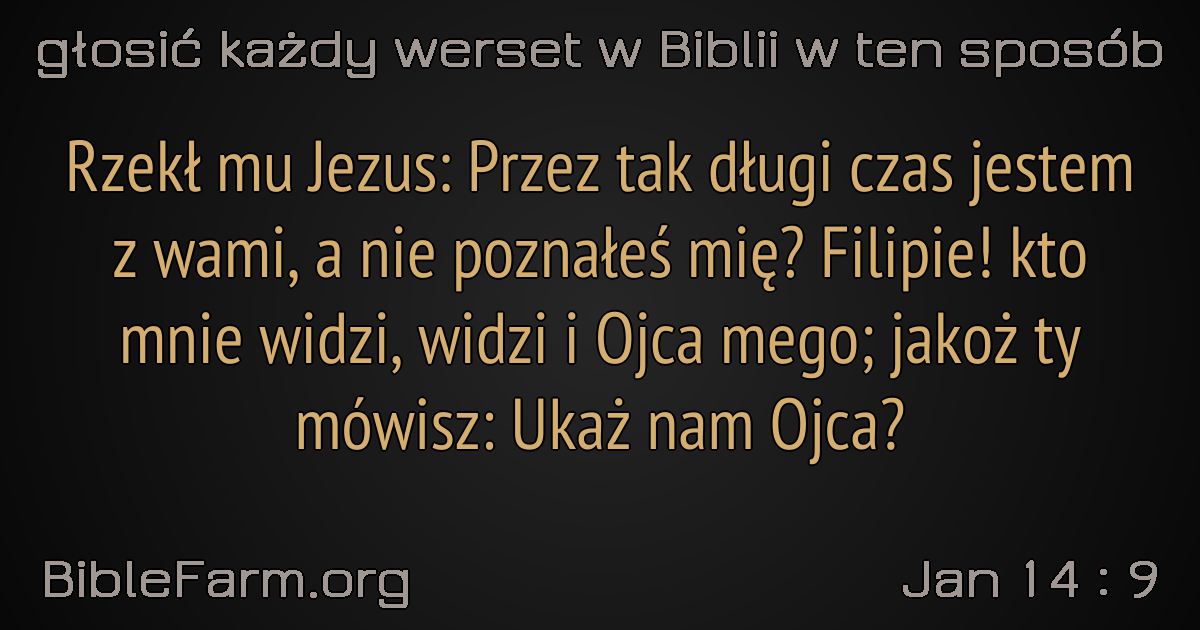 głosić każdy werset w Biblii w ten sposób
Rzekł mu Jezus: Przez tak długi czas jestem
z wami, a nie poznałeś mię? Filipie! kto
mnie widzi, widzi i Ojca mego; jakoż ty
mówisz: Ukaż nam Ojca?
BibleFarm.org
Jan 14 : 9